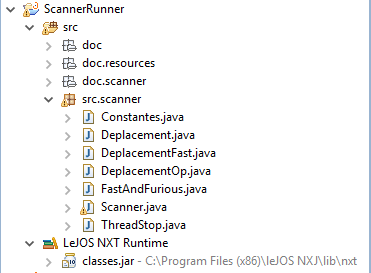 ScannerRunner
src
doc
doc.resources
doc.scanner
src.scanner
Constantes.java
Deplacement.java
DeplacementFast.java
DeplacementOp.java
FastAndFurious.java
Scanner.java
ThreadStop.java
LeJOS NXT Runtime
classes.jar - C:\Program Files (x86)\leJOS NXJ\lib\nxt